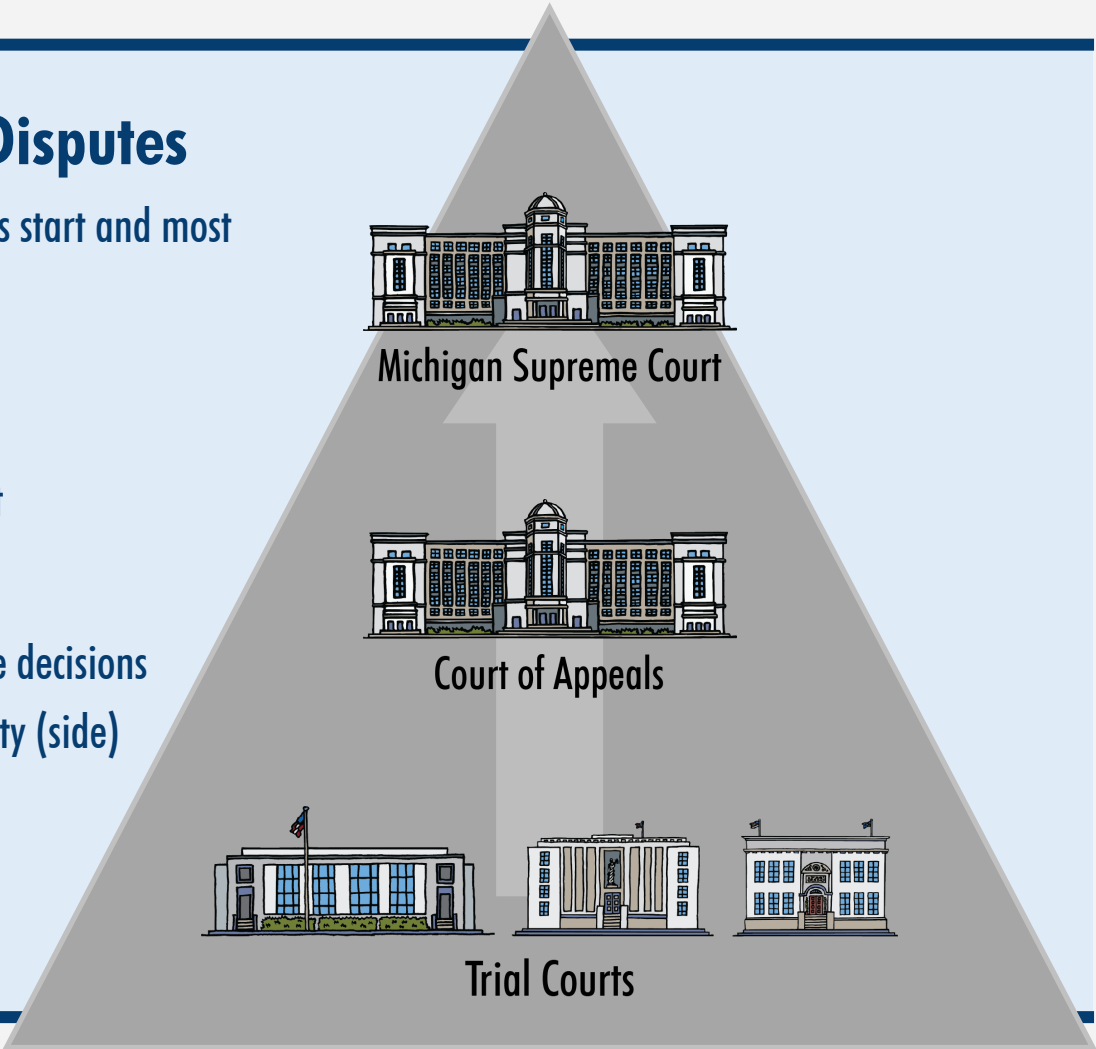 Disputes
s start and most
t
e decisions
ty (side)
Michigan Supreme Court
Court of Appeals
Trial Courts